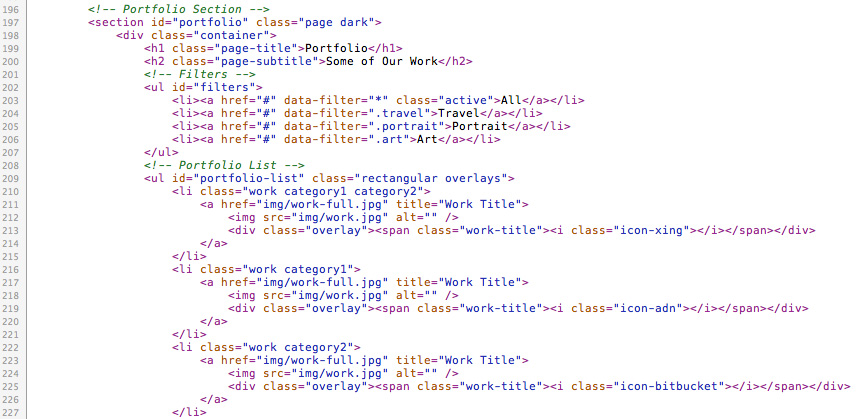 196 <!-- Portfolio Section -->
197 <section id="portfolio" class="page dark">
198 <div class="container">
199 <h1 class="page-title">Portfolio</h1>
200 <h2 class="page-subtitle">Some of Our Work</h2>
201 <!-- Filters -->
202 <ul id="filters">
203 <li><a href="#" data-filter="*" class="active">All</a></li>
204 <li><a href="#" data-filter=".travel">Travel</a></li>
205 <li><a href="#" data-filter=".portrait">Portrait</a></li>
206 <li><a href="#" data-filter=".art">Art</a></li>
207 </ul>
208 <!-- Portfolio List -->
209 <ul id="portfolio-list" class="rectangular overlays">
210 <li class="work category1 category2">
211 <a href="img/work-full.jpg" title="Work Title">
212 <img src="img/work.jpg" alt="" />
213 <div class="overlay"><span class="work-title"><i class="icon-xing"></i></span></div>
214 </a>
215 </li>
216 <li class="work category1">
217 <a href="img/work-full.jpg" title="Work Title">
218 <img src="img/work.jpg" alt="" />
219 <div class="overlay"><span class="work-title"><i class="icon-adn"></i></span></div>
220 </a>
221 </li>
222 <li class="work category2">
223 <a href="img/work-full.jpg" title="Work Title">
224 <img src="img/work.jpg" alt="" />
225 <div class="overlay"><span class="work-title"><i class="icon-bitbucket"></i></span></div>
226 </a>
227 </li>